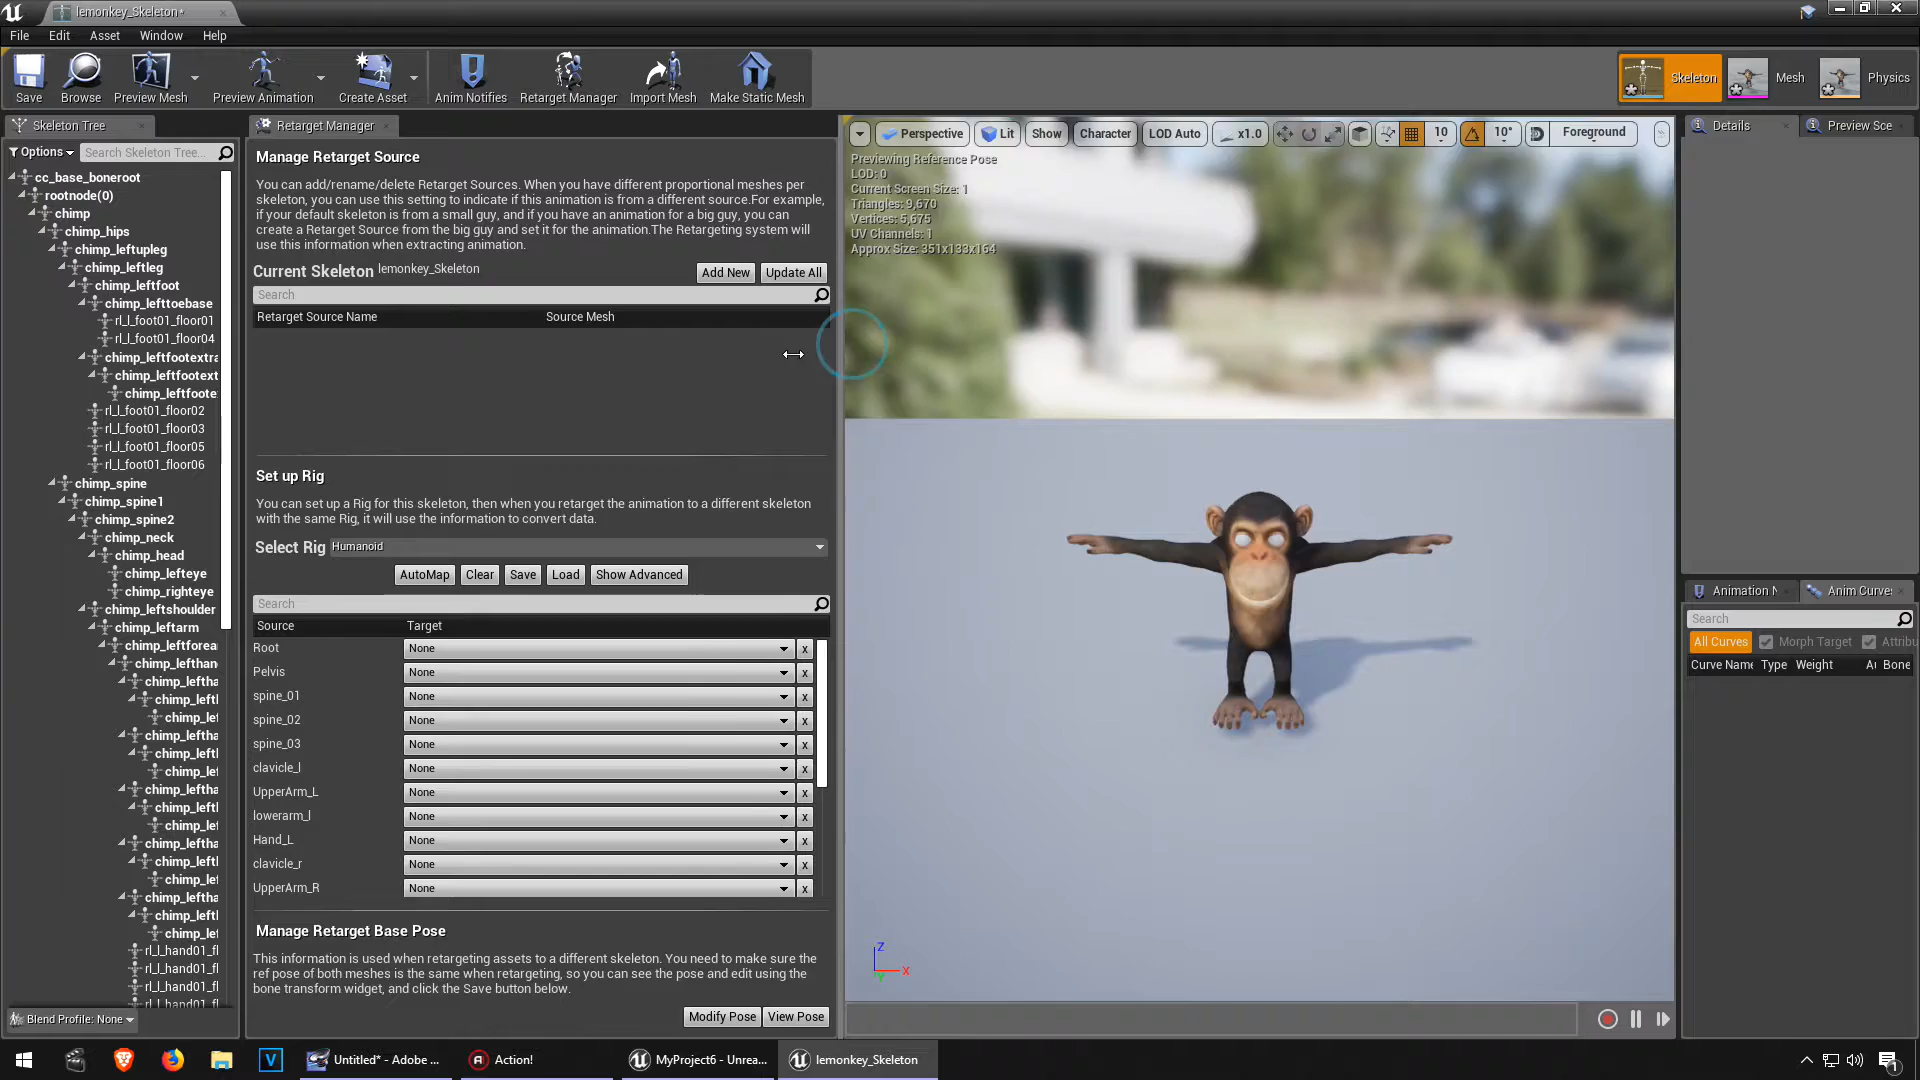 lemonkey_Skeleton*
File Edit Asset Window Help
Save Browse Preview Mesh Preview Animation Create Asset Anim Notifies Retarget Manager Import Mesh Make Static Mesh
Skeleton Mesh Physics
Skeleton Tree
Options Search Skeleton Tree...
cc_base_boneroot
rootnode(0)
chimp
chimp_hips
chimp_leftupleg
chimp_leftleg
chimp_leftfoot
chimp_lefttoebase
rl_l_foot01_floor01
rl_l_foot01_floor04
chimp_leftfootextra
chimp_leftfootext
chimp_leftfoote
rl_l_foot01_floor02
rl_l_foot01_floor03
rl_l_foot01_floor05
rl_l_foot01_floor06
chimp_spine
chimp_spine1
chimp_spine2
chimp_neck
chimp_head
chimp_lefteye
chimp_righteye
chimp_leftshoulder
chimp_leftarm
chimp_leftforea
chimp_lefthan
chimp_leftha
chimp_left
chimp_lef
chimp_leftha
chimp_left
chimp_lef
chimp_leftha
chimp_left
chimp_lef
chimp_leftha
chimp_left
chimp_lef
chimp_leftha
chimp_left
chimp_lef
rl_l_hand01_fl
rl_l_hand01_fl
rl_l_hand01_fl
rl_l_hand01_fl
Blend Profile: None
Retarget Manager
Manage Retarget Source
You can add/rename/delete Retarget Sources. When you have different proportional meshes per
skeleton, you can use this setting to indicate if this animation is from a different source.For example,
if your default skeleton is from a small guy, and if you have an animation for a big guy, you can
create a Retarget Source from the big guy and set it for the animation.The Retargeting system will
use this information when extracting animation.
Current Skeleton lemonkey_Skeleton Add New Update All
Search
Retarget Source Name Source Mesh
Set up Rig
You can set up a Rig for this skeleton, then when you retarget the animation to a different skeleton
with the same Rig, it will use the information to convert data.
Select Rig Humanoid
AutoMap Clear Save Load Show Advanced
Search
Source Target
Root None x
Pelvis None x
spine_01 None x
spine_02 None x
spine_03 None x
clavicle_l None x
UpperArm_L None x
lowerarm_l None x
Hand_L None x
clavicle_r None x
UpperArm_R None x
Manage Retarget Base Pose
This information is used when retargeting assets to a different skeleton. You need to make sure the
ref pose of both meshes is the same when retargeting, so you can see the pose and edit using the
bone transform widget, and click the Save button below.
Modify Pose View Pose
Perspective Lit Show Character LOD Auto x1.0 10 10° Foreground
Previewing Reference Pose
LOD: 0
Current Screen Size: 1
Triangles: 9,670
Vertices: 5,675
UV Channels: 1
Approx Size: 351x133x164
Z
X
Y
Details Preview Sce
Animation N Anim Curve
Search
All Curves Morph Target Attribu
Curve Name Type Weight Au Bone
Untitled* - Adobe ... Action! MyProject6 - Unrea... lemonkey_Skeleton
1